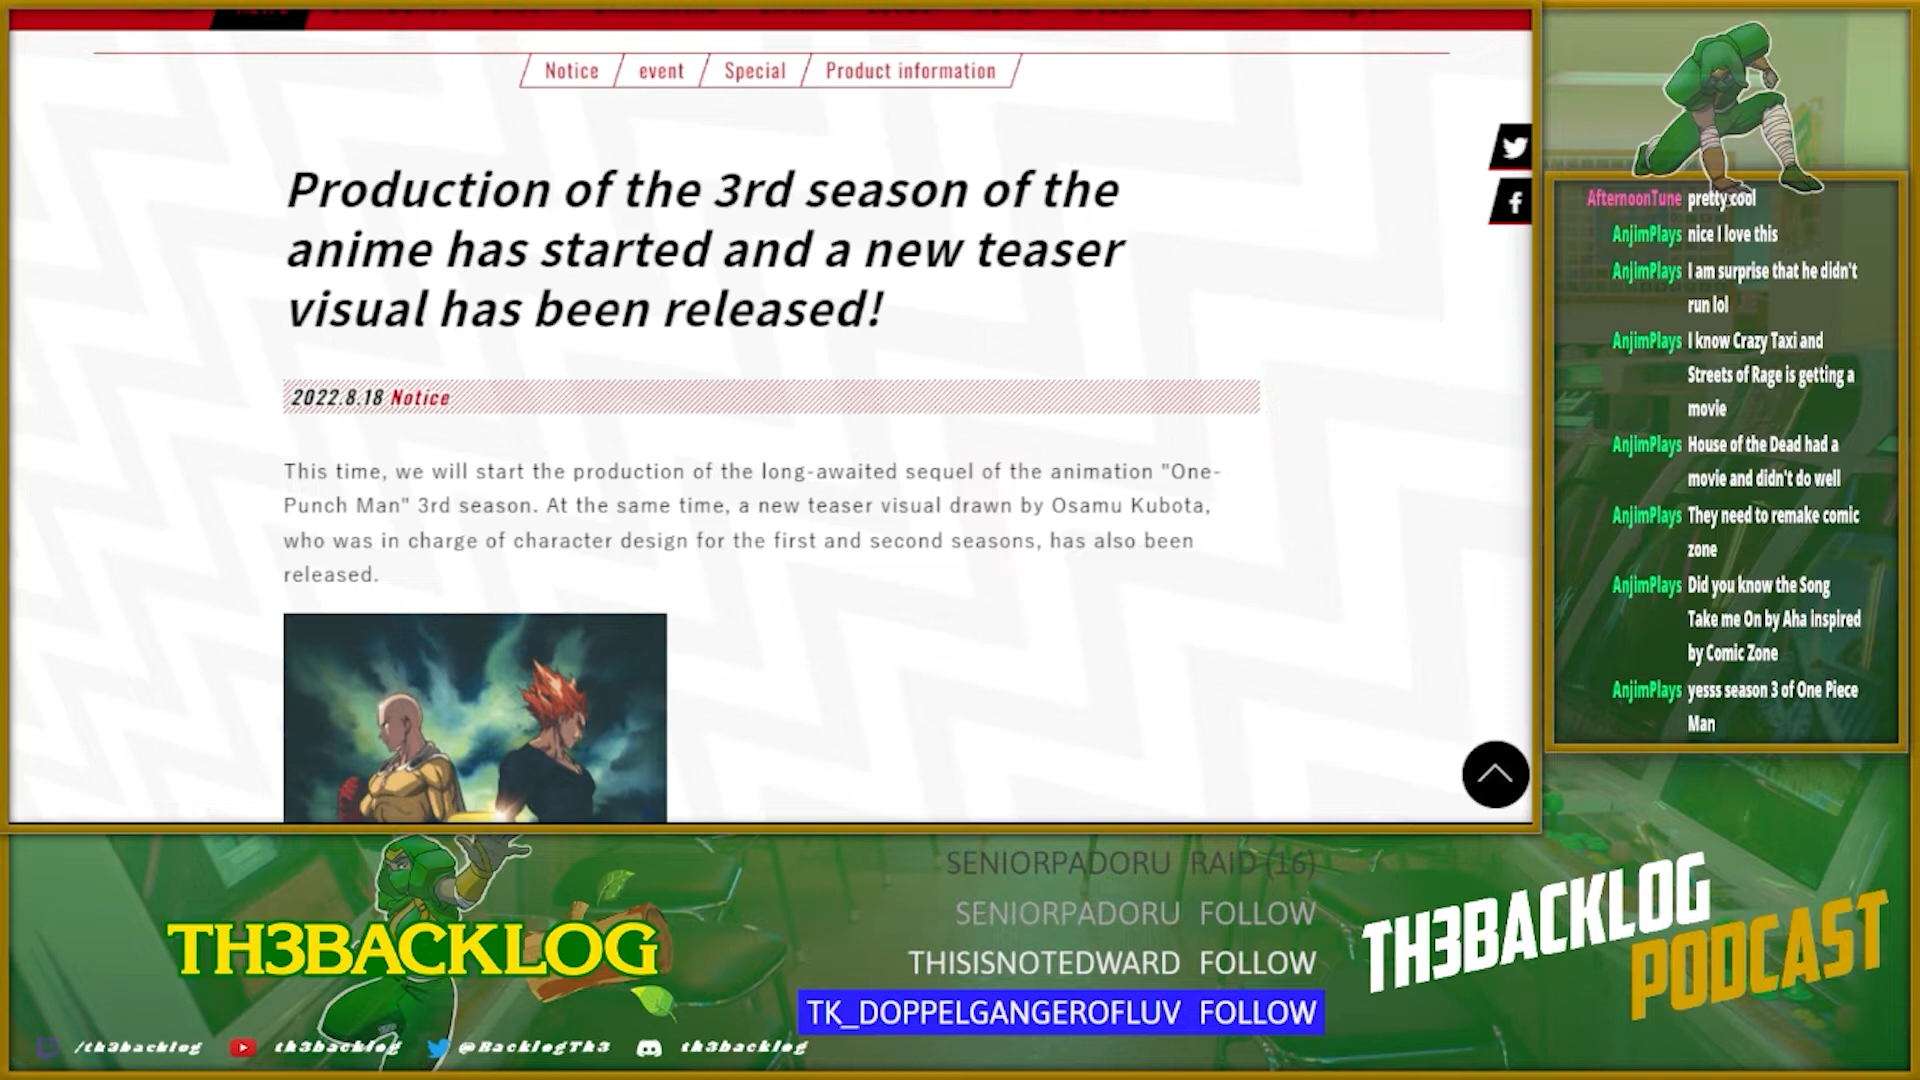 Notice
event
Special
Product information
Production of the 3rd season of the
anime has started and a new teaser
visual has been released!
2022.8.18 Notice
This time, we will start the production of the long-awaited sequel of the animation "One-
Punch Man" 3rd season. At the same time, a new teaser visual drawn by Osamu Kubota,
who was in charge of character design for the first and second seasons, has also been
released.
AfternoonTune pretty cool
AnjimPlays nice I love this
AnjimPlays I am surprise that he didn't
run lol
AnjimPlays I know Crazy Taxi and
Streets of Rage is getting a
movie
AnjimPlays House of the Dead had a
movie and didn't do well
AnjimPlays They need to remake comic
zone
AnjimPlays Did you know the Song
Take me On by Aha inspired
by Comic Zone
AnjimPlays yesss season 3 of One Piece
Man
TH3BACKLOG
SENIORPADORU RAID (16)
SENIORPADORU FOLLOW
THISISNOTEDWARD FOLLOW
TK_DOPPELGANGEROFLUV FOLLOW
TH3BACKLOG
PODCAST
/th3backlog
th3backlog
@BacklogTh3
th3backlog